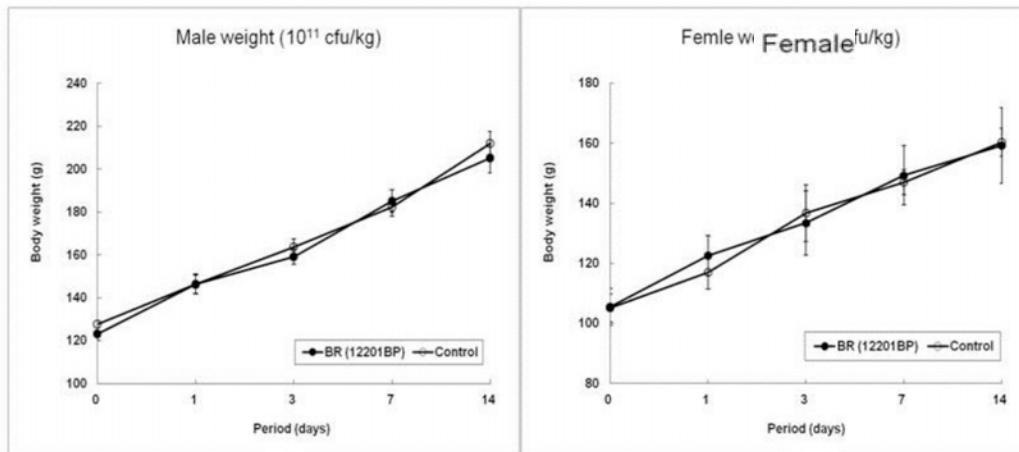 Male weight (10¹¹ cfu/kg)
Body weight (g)
240
220
200
180
160
140
120
100
0 1 3 7 14
Period (days)
BR (12201BP) Control
Femle we fu/kg)
Female
Body weight (g)
180
160
140
120
100
80
0 1 3 7 14
Period (days)
BR (12201BP) Control